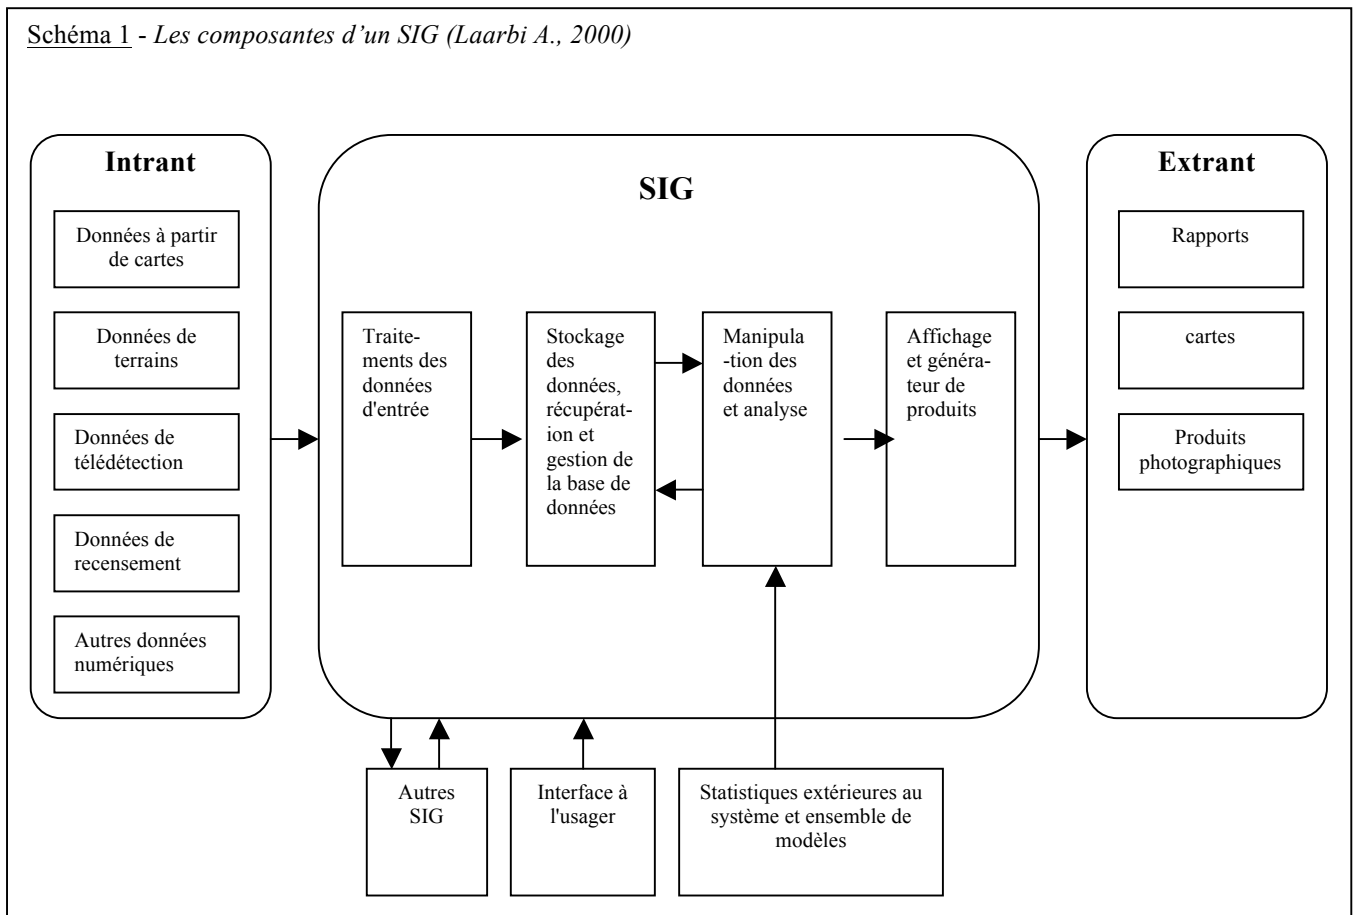 Schéma 1 - Les composantes d’un SIG (Laarbi A., 2000)
Intrant
Données à partir
de cartes
Données de
terrains
Données de
télédétection
Données de
recensement
Autres données
numériques
SIG
Traite-
ments des
données
d'entrée
Stockage
des
données,
récupérat-
ion et
gestion de
la base de
données
Manipula
-tion des
données
et analyse
Affichage
et généra-
teur de
produits
Extrant
Rapports
cartes
Produits
photographiques
Autres
SIG
Interface à
l'usager
Statistiques extérieures au
système et ensemble de
modèles